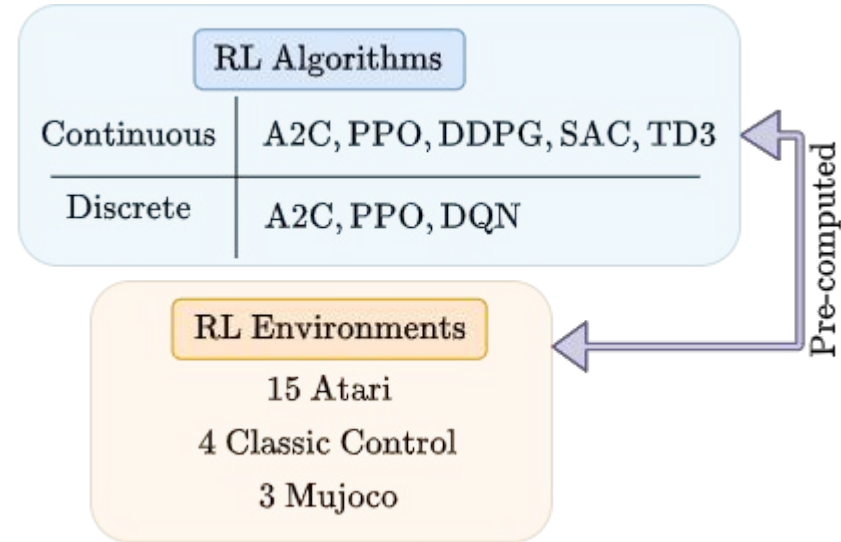 RL Algorithms
Continuous A2C, PPO, DDPG, SAC, TD3
Discrete A2C, PPO, DQN
Pre-computed
RL Environments
15 Atari
4 Classic Control
3 Mujoco